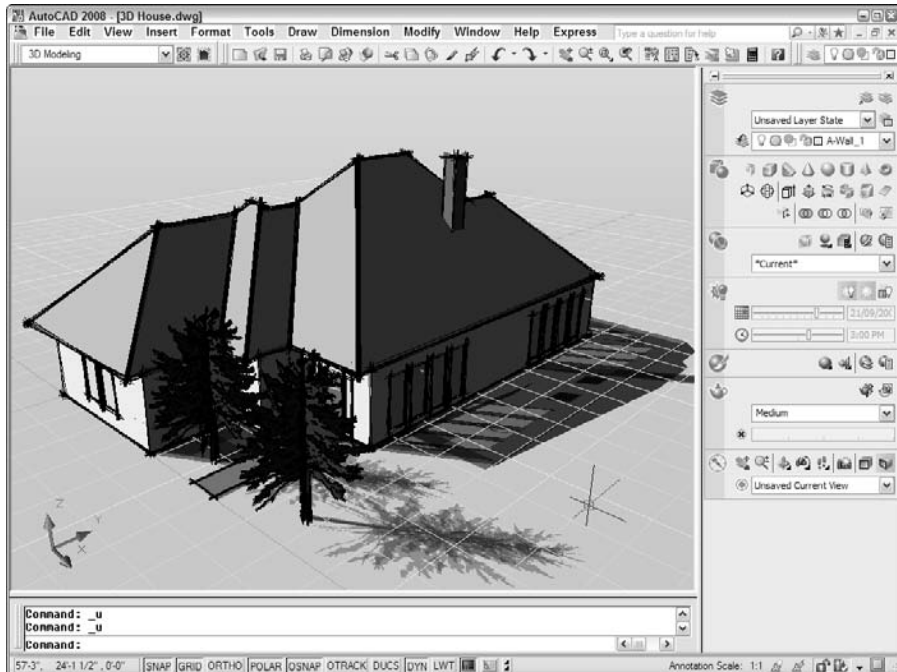 AutoCAD 2008 - [3D House.dwg]
File Edit View Insert Format Tools Draw Dimension Modify Window Help Express Type a question for help
3D Modeling
Unsaved Layer State
A-Wall_1
*Current*
21/09/200
3:00 PM
Medium
Unsaved Current View
Z
Y
X
Command: _u
Command: _u
Command:
57-3", 24'-1 1/2", 0'-0" SNAP GRID ORTHO POLAR OSNAP OTRACK DUCS DYN LWT Annotation Scale: 1:1